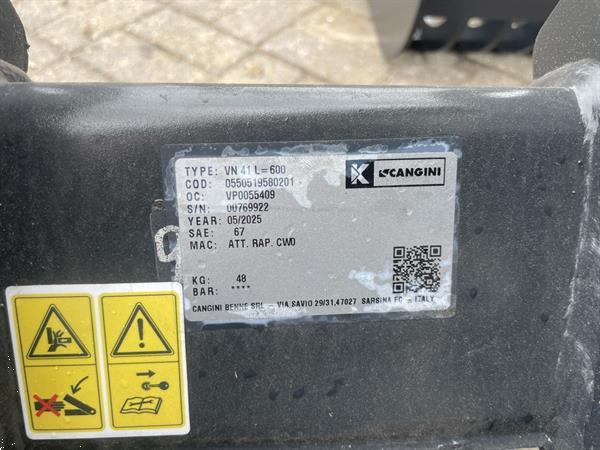 TYPE: VN 41 L=600
COD: 0550519580201
OC: VP0055409
S/N: 00769922
YEAR: 05/2025
SAE: 67
MAC: ATT. RAP. CW0
KG: 48
BAR: ****
CANGINI
CANGINI BENNE SRL - VIA SAVIO 29/31,47027 SARSINA FC - ITALY